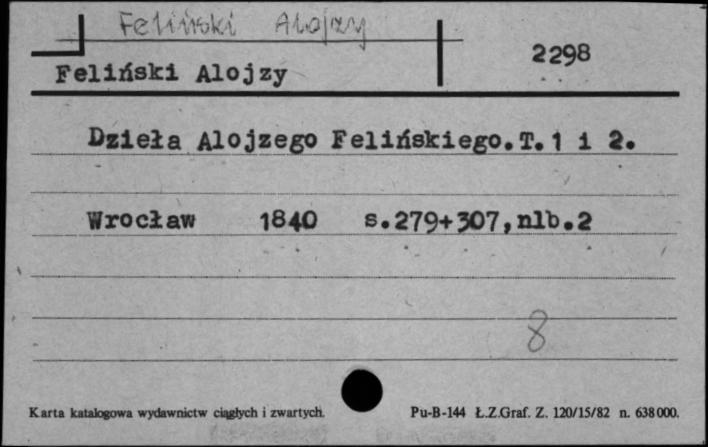 Feliński Alojzy
2298
Feliński Alojzy
Dzieła Alojzego Felińskiego.T.1 i 2.
Wrocław 1840 s.279+307,nlb.2
8
Karta katalogowa wydawnictw ciągłych i zwartych.
Pu-B-144 Ł.Z.Graf. Z. 120/15/82 n. 638000.